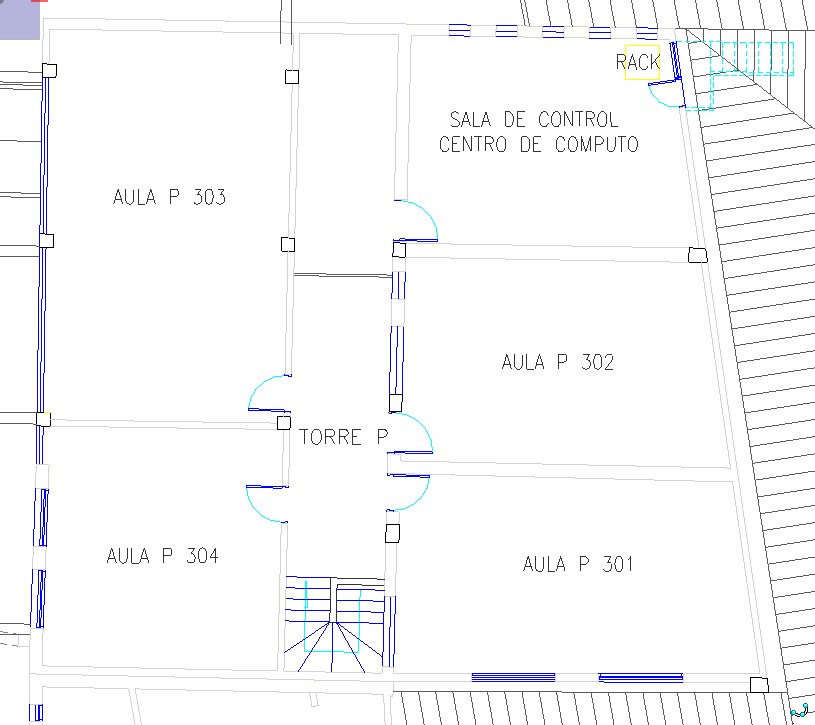 RACK
SALA DE CONTROL
CENTRO DE COMPUTO
AULA P 303
AULA P 302
TORRE P
AULA P 304
AULA P 301